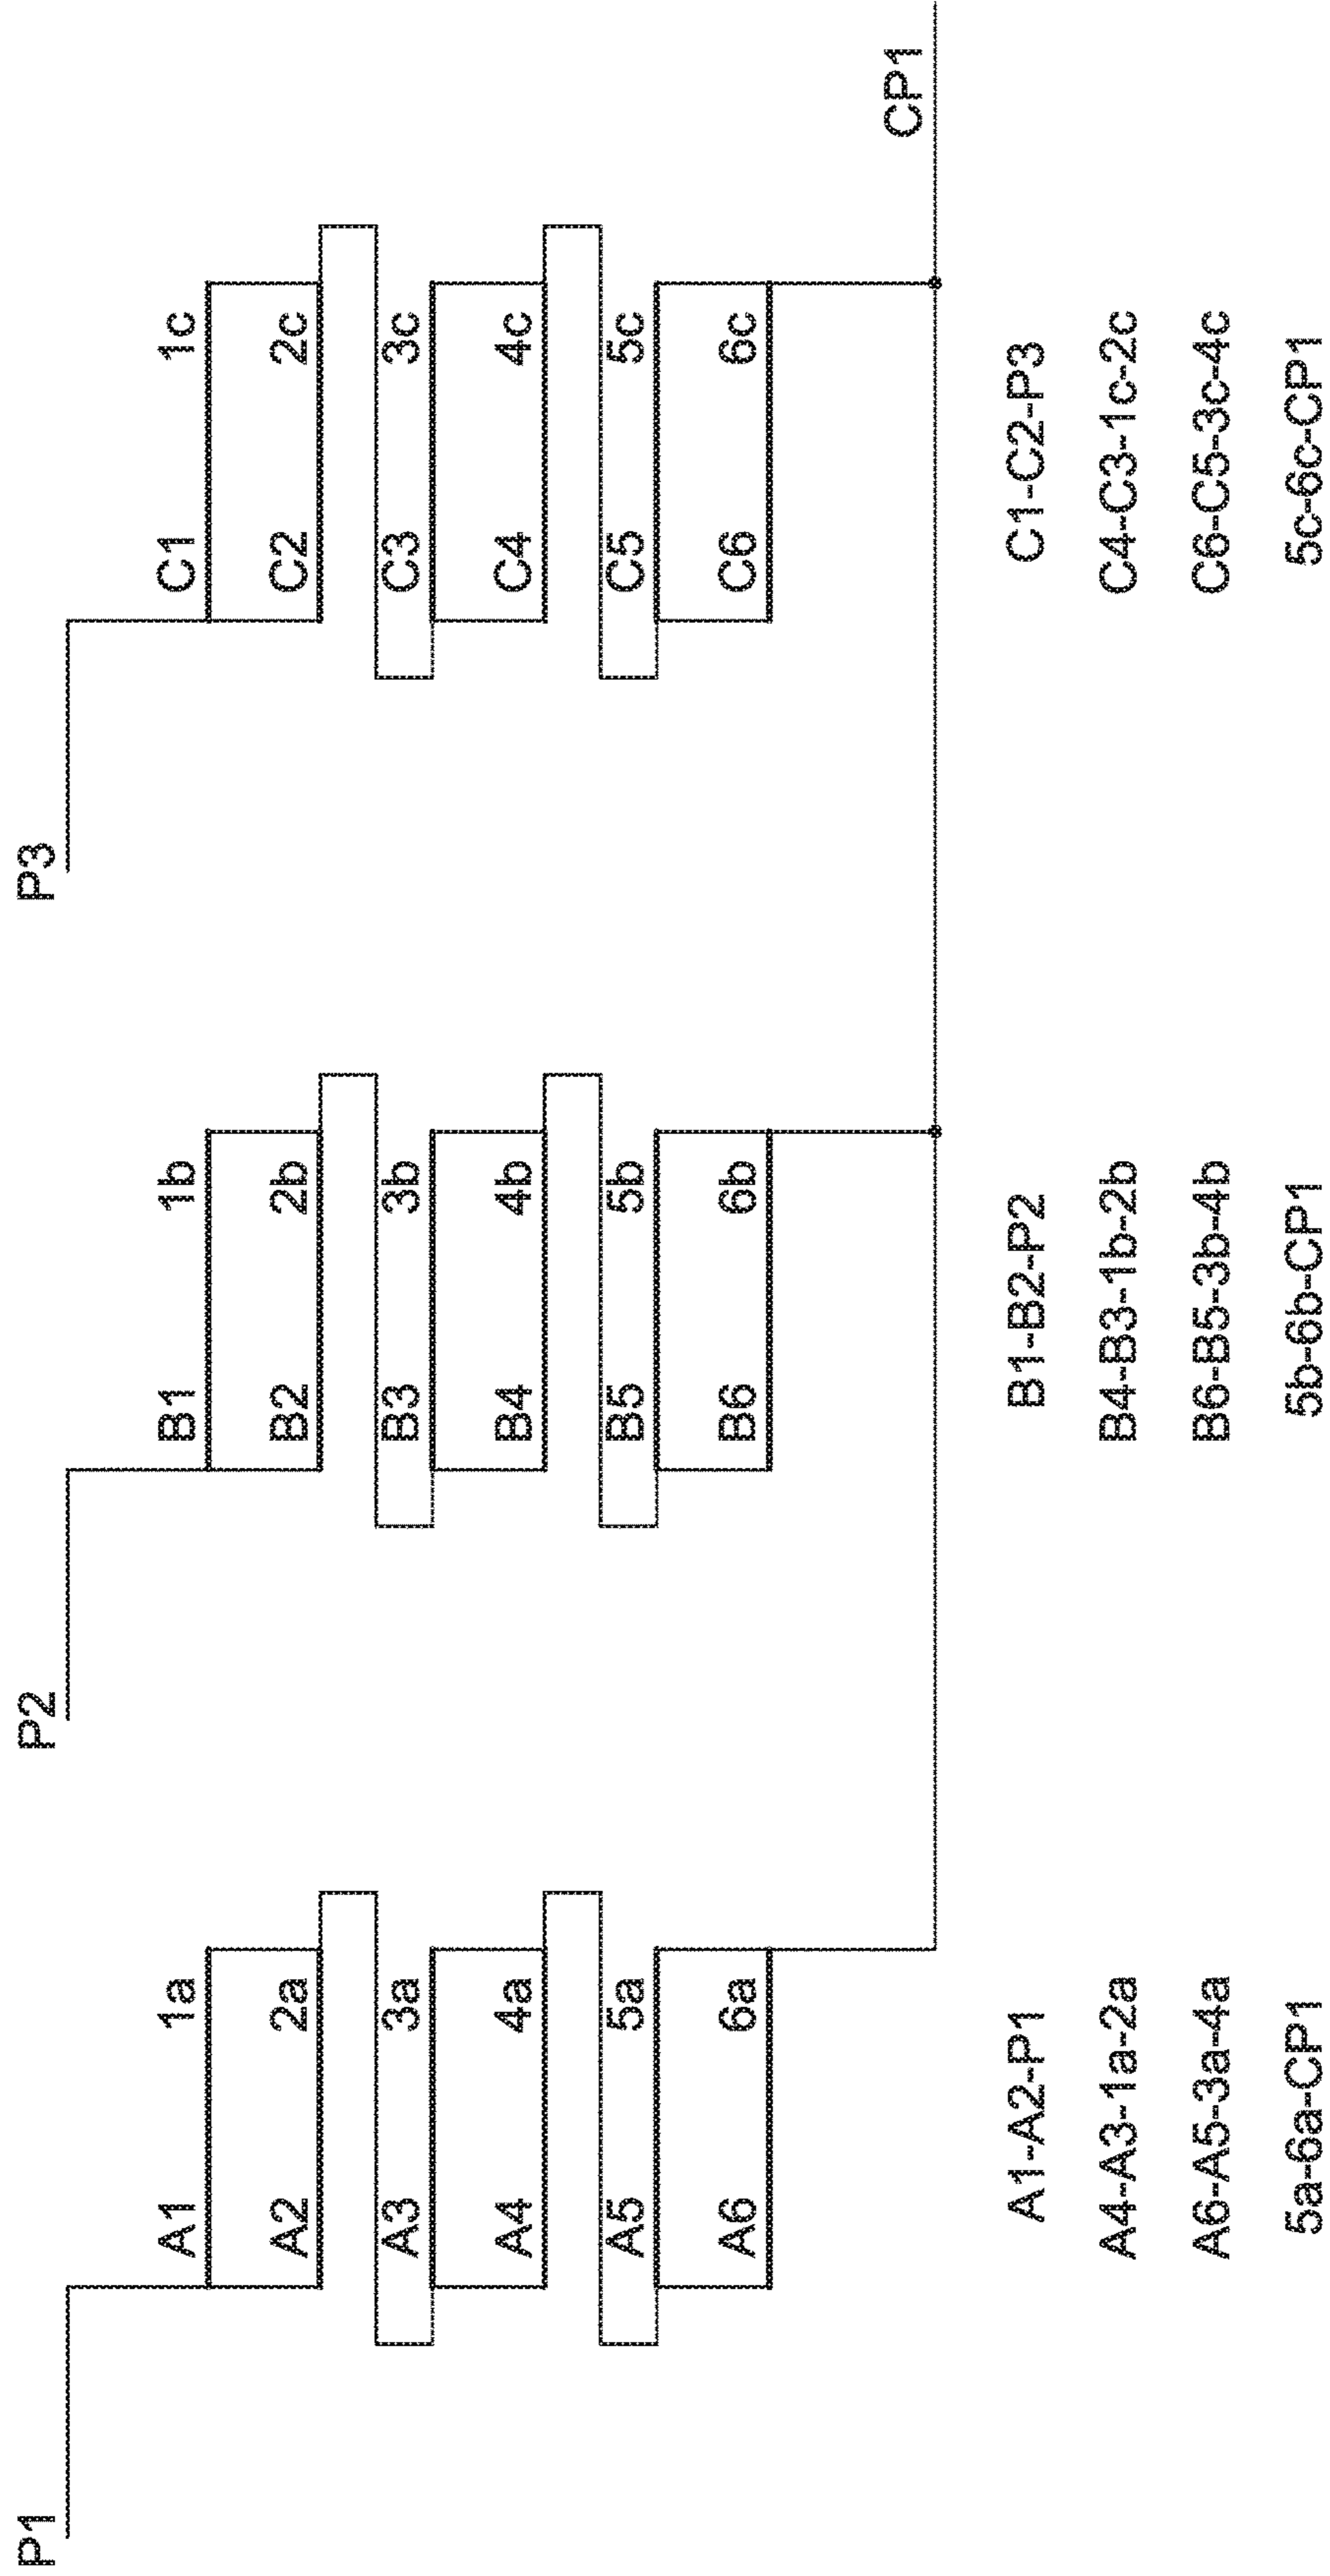 P1
P2
P3
A1 1a
B1 1b
C1 1c
A2 2a
B2 2b
C2 2c
A3 3a
B3 3b
C3 3c
A4 4a
B4 4b
C4 4c
A5 5a
B5 5b
C5 5c
A6 6a
B6 6b
C6 6c
CP1
A1-A2-P1
B1-B2-P2
C1-C2-P3
A4-A3-1a-2a
B4-B3-1b-2b
C4-C3-1c-2c
A6-A5-3a-4a
B6-B5-3b-4b
C6-C5-3c-4c
5a-6a-CP1
5b-6b-CP1
5c-6c-CP1